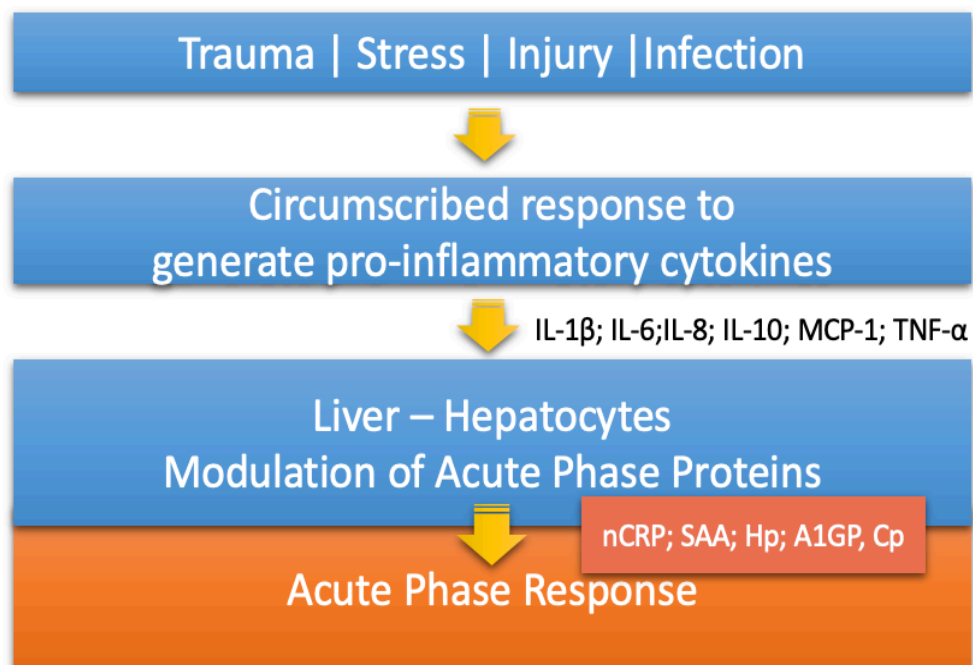 Trauma | Stress | Injury |Infection
Circumscribed response to
generate pro-inflammatory cytokines
IL-1β; IL-6;IL-8; IL-10; MCP-1; TNF-α
Liver – Hepatocytes
Modulation of Acute Phase Proteins
nCRP; SAA; Hp; A1GP, Cp
Acute Phase Response